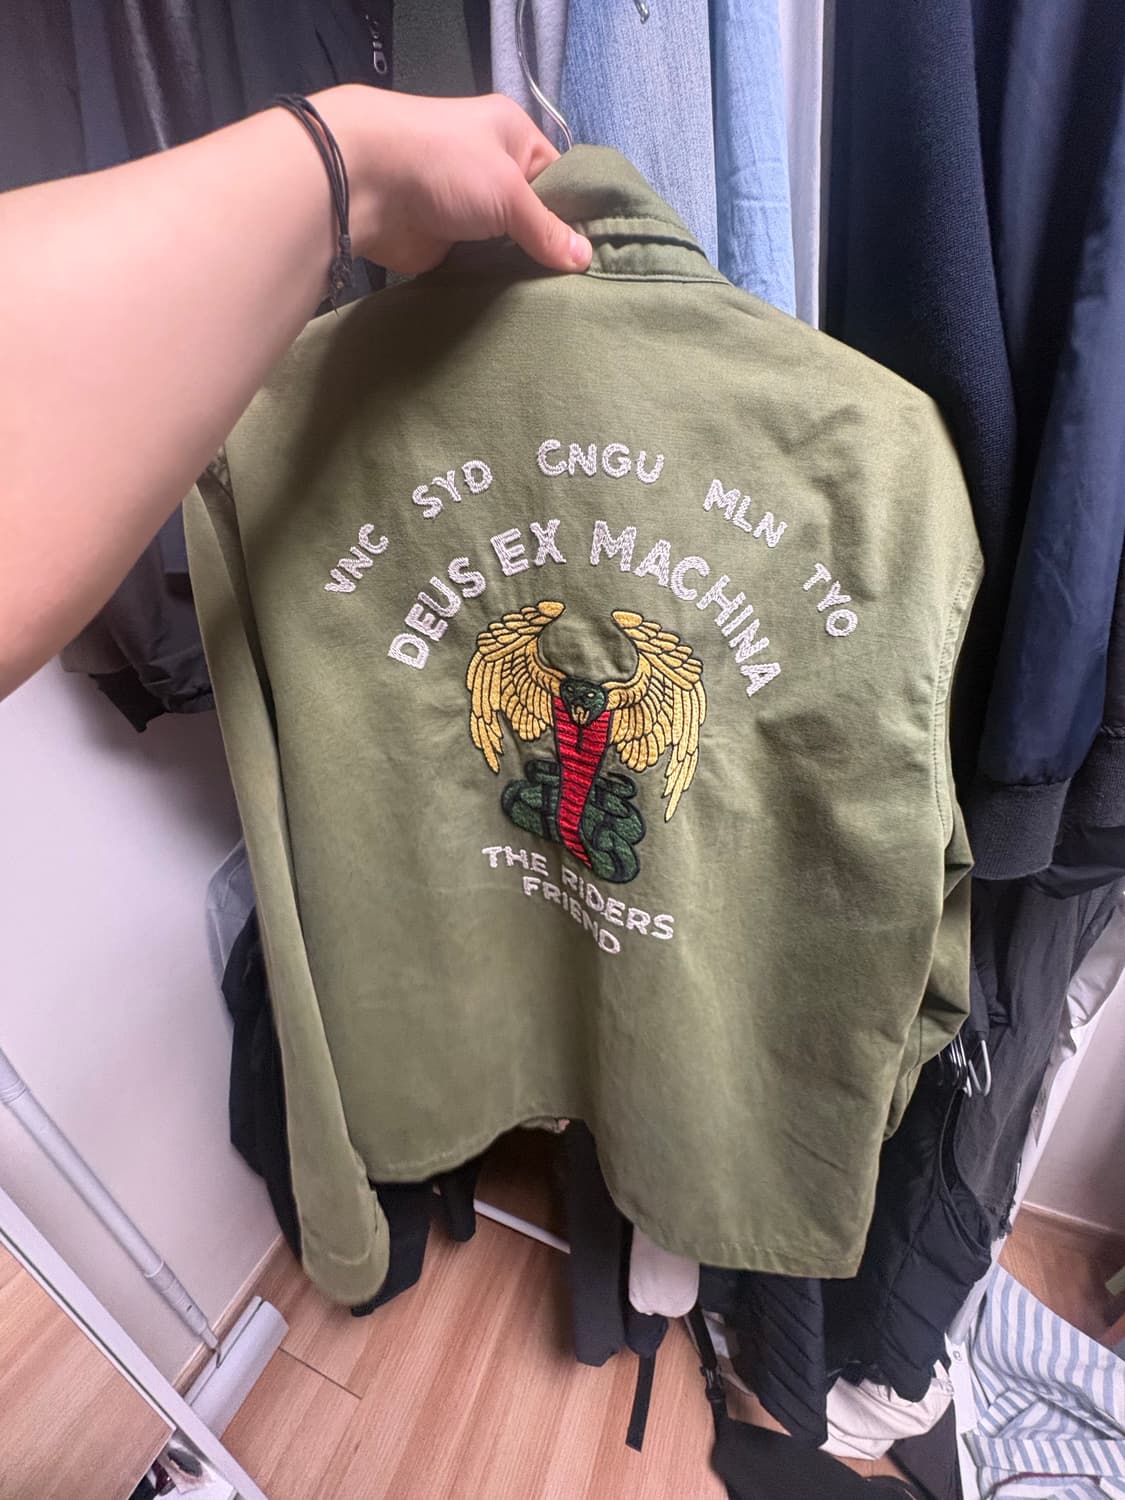 VNC SYD CNGU MLN TYO
DEUS EX MACHINA
THE RIDERS
FRIEND